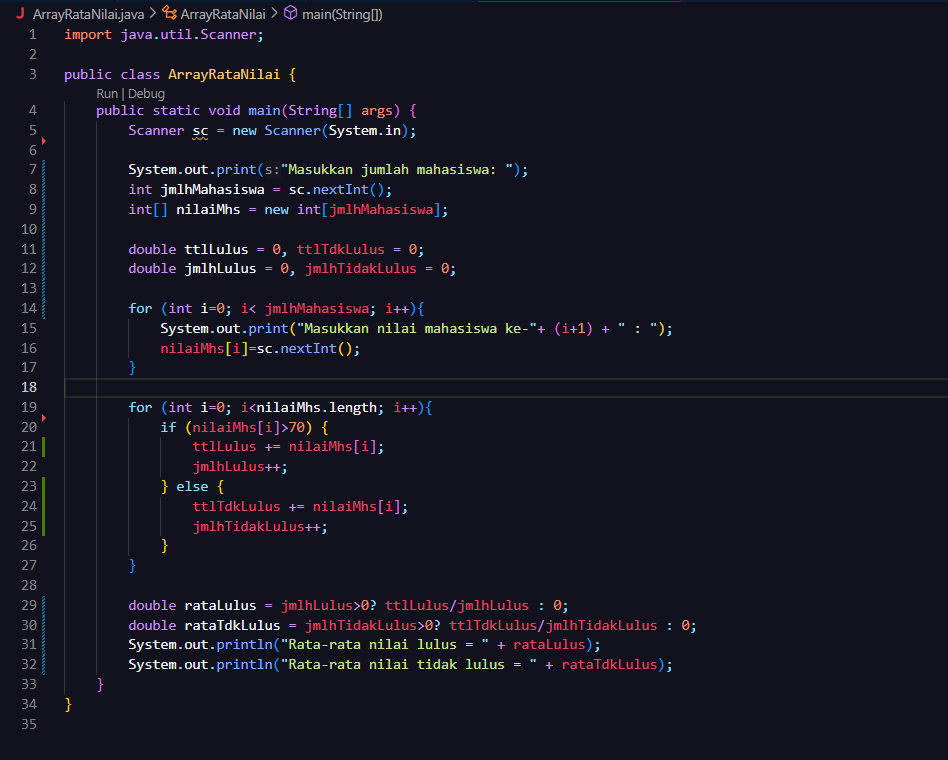 ArrayRataNilai.java > ArrayRataNilai > main(String[])
1 import java.util.Scanner;
2
3 public class ArrayRataNilai {
Run | Debug
4 public static void main(String[] args) {
5 Scanner sc = new Scanner(System.in);
6
7 System.out.print(s:"Masukkan jumlah mahasiswa: ");
8 int jmlhMahasiswa = sc.nextInt();
9 int[] nilaiMhs = new int[jmlhMahasiswa];
10
11 double ttlLulus = 0, ttlTdkLulus = 0;
12 double jmlhLulus = 0, jmlhTidakLulus = 0;
13
14 for (int i=0; i< jmlhMahasiswa; i++){
15 System.out.print("Masukkan nilai mahasiswa ke-"+ (i+1) + " : ");
16 nilaiMhs[i]=sc.nextInt();
17 }
18
19 for (int i=0; i<nilaiMhs.length; i++){
20 if (nilaiMhs[i]>70) {
21 ttlLulus += nilaiMhs[i];
22 jmlhLulus++;
23 } else {
24 ttlTdkLulus += nilaiMhs[i];
25 jmlhTidakLulus++;
26 }
27 }
28
29 double rataLulus = jmlhLulus>0? ttlLulus/jmlhLulus : 0;
30 double rataTdkLulus = jmlhTidakLulus>0? ttlTdkLulus/jmlhTidakLulus : 0;
31 System.out.println("Rata-rata nilai lulus = " + rataLulus);
32 System.out.println("Rata-rata nilai tidak lulus = " + rataTdkLulus);
33 }
34 }
35